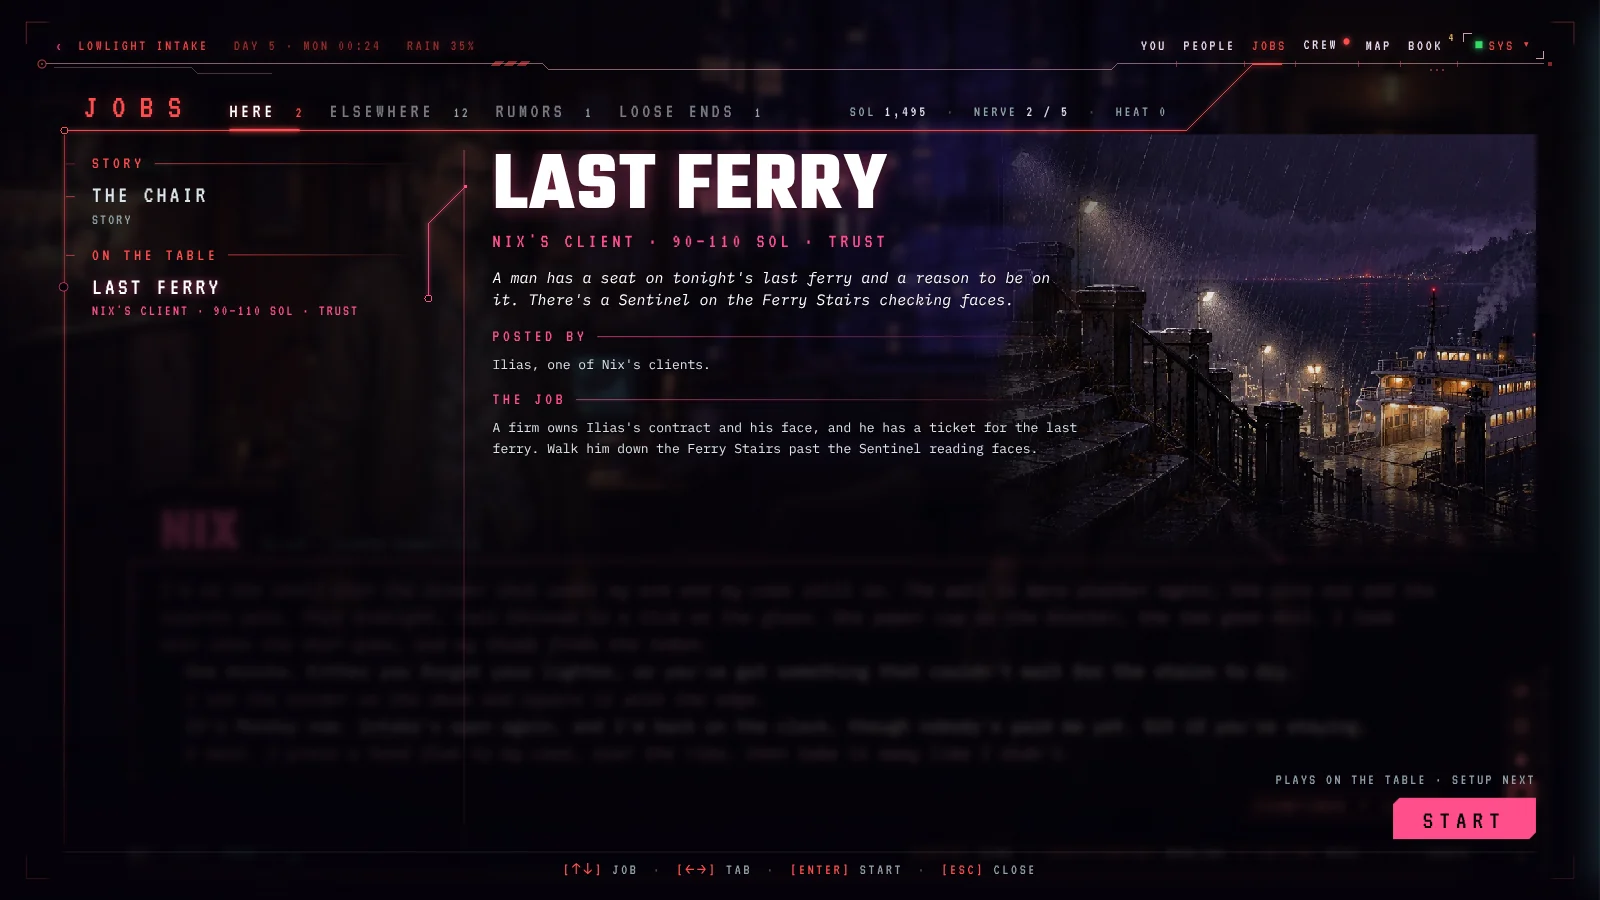 ‹ LOWLIGHT INTAKE DAY 5 · MON 00:24 RAIN 35%
YOU PEOPLE JOBS CREW MAP BOOK 4 SYS ▾
JOBS HERE 2 ELSEWHERE 12 RUMORS 1 LOOSE ENDS 1 SOL 1,495 · NERVE 2 / 5 · HEAT 0
STORY
THE CHAIR
STORY
ON THE TABLE
LAST FERRY
NIX'S CLIENT · 90–110 SOL · TRUST
LAST FERRY
NIX'S CLIENT · 90–110 SOL · TRUST
A man has a seat on tonight's last ferry and a reason to be on
it. There's a Sentinel on the Ferry Stairs checking faces.
POSTED BY
Ilias, one of Nix's clients.
THE JOB
A firm owns Ilias's contract and his face, and he has a ticket for the last
ferry. Walk him down the Ferry Stairs past the Sentinel reading faces.
NIX
PLAYS ON THE TABLE · SETUP NEXT
START
[↑↓] JOB · [←→] TAB · [ENTER] START · [ESC] CLOSE